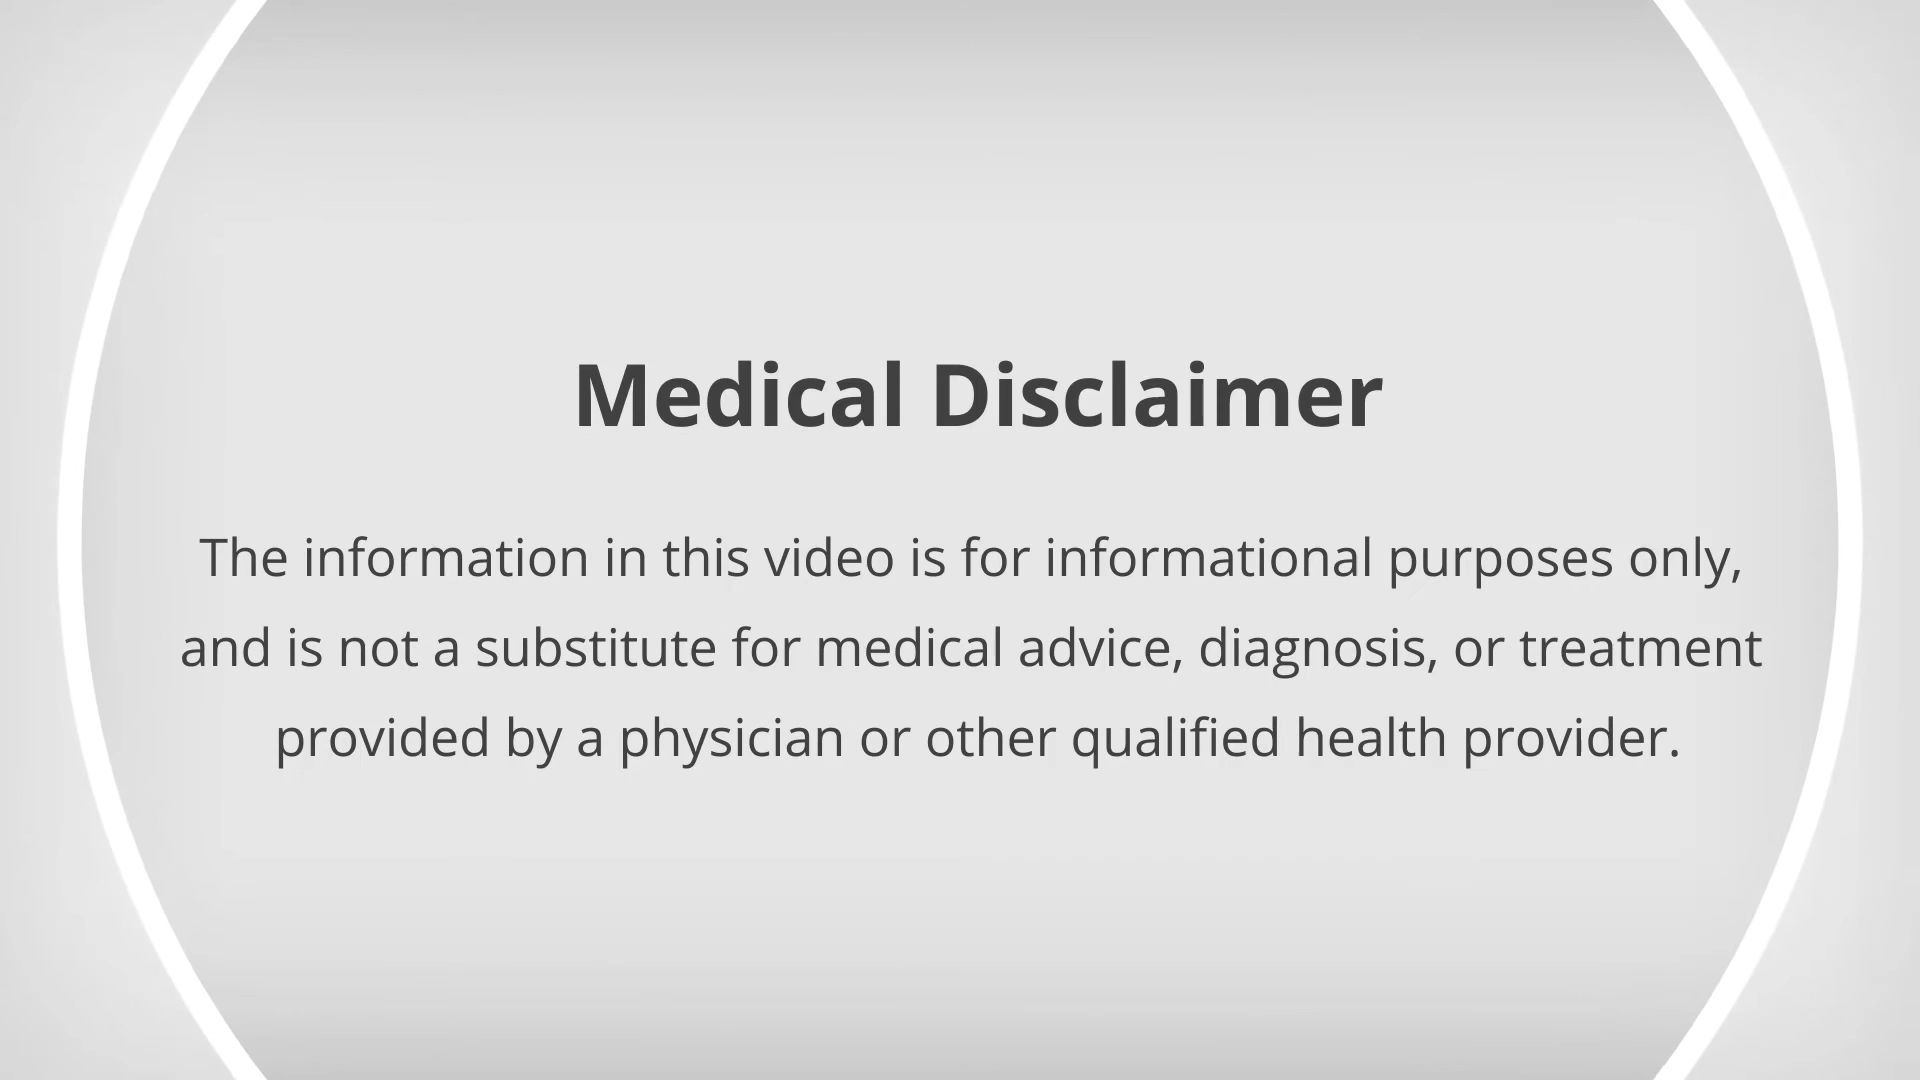 Medical Disclaimer
The information in this video is for informational purposes only,
and is not a substitute for medical advice, diagnosis, or treatment
provided by a physician or other qualified health provider.